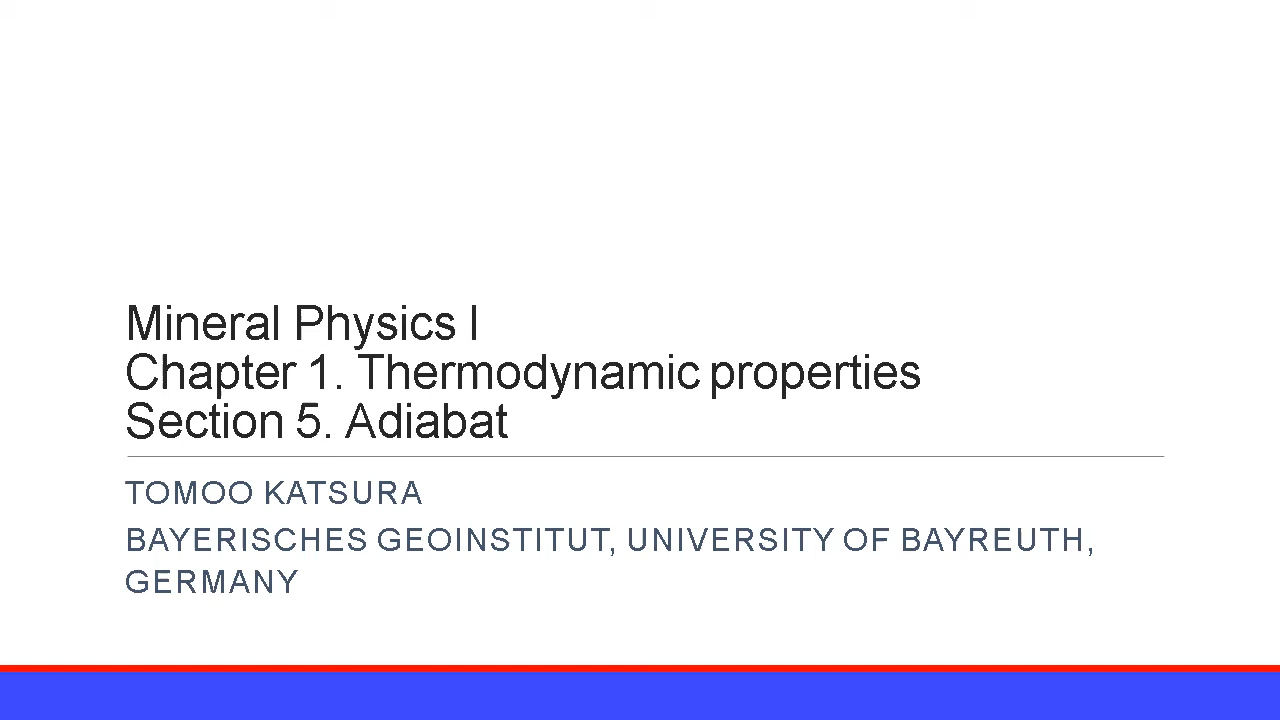 Mineral Physics I
Chapter 1. Thermodynamic properties
Section 5. Adiabat
TOMOO KATSURA
BAYERISCHES GEOINSTITUT, UNIVERSITY OF BAYREUTH,
GERMANY